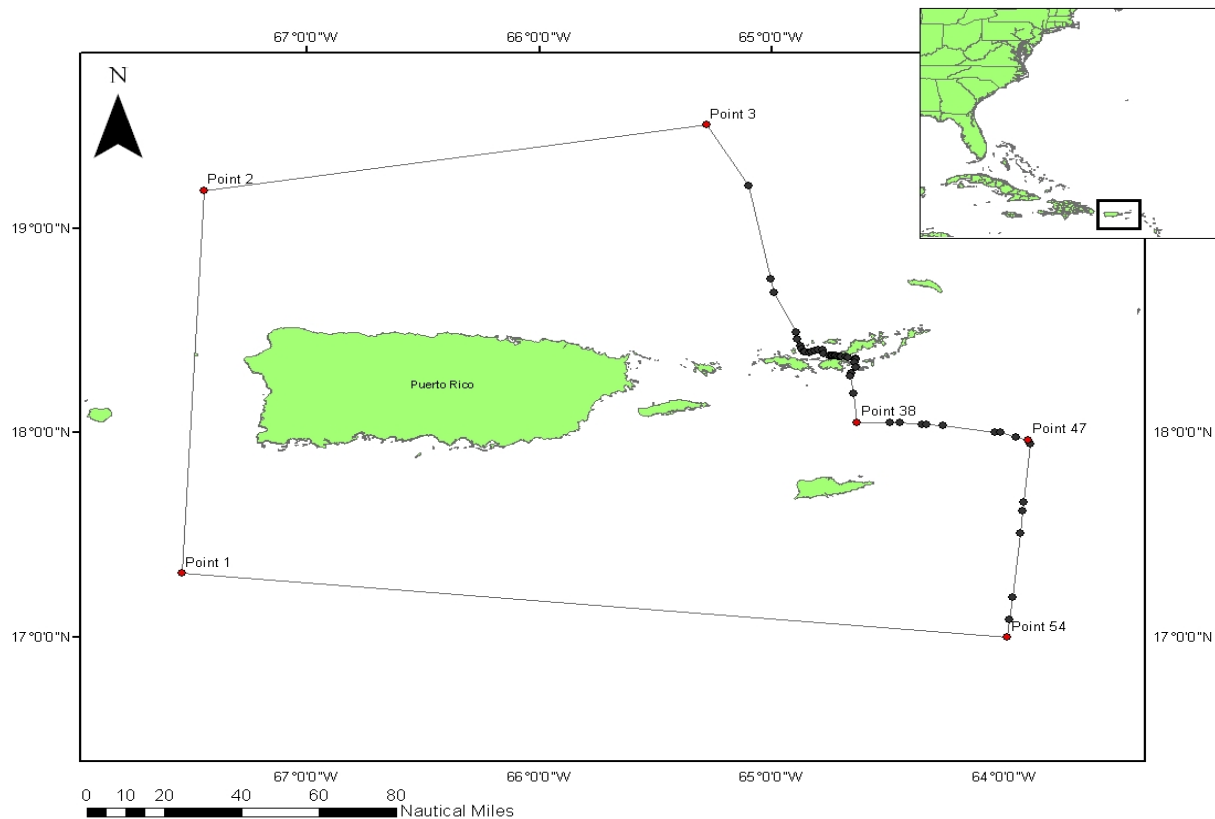 67°0'0"W 66°0'0"W 65°0'0"W
N
Point 3
Point 2
19°0'0"N
Puerto Rico
Point 38
18°0'0"N
Point 47
18°0'0"N
Point 1
Point 54
17°0'0"N
17°0'0"N
67°0'0"W 66°0'0"W 65°0'0"W 64°0'0"W
0 10 20 40 60 80
Nautical Miles